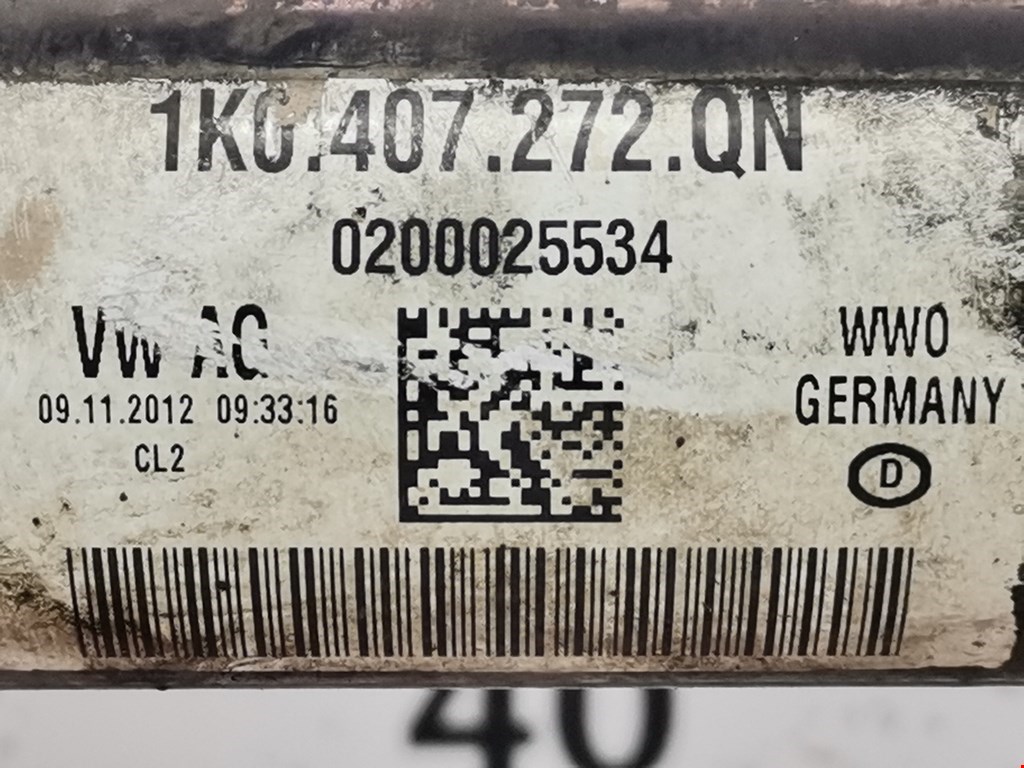 1K0.407.272.QN
0200025534
VW AG
09.11.2012 09:33:16
CL2
WWO
GERMANY
D
40